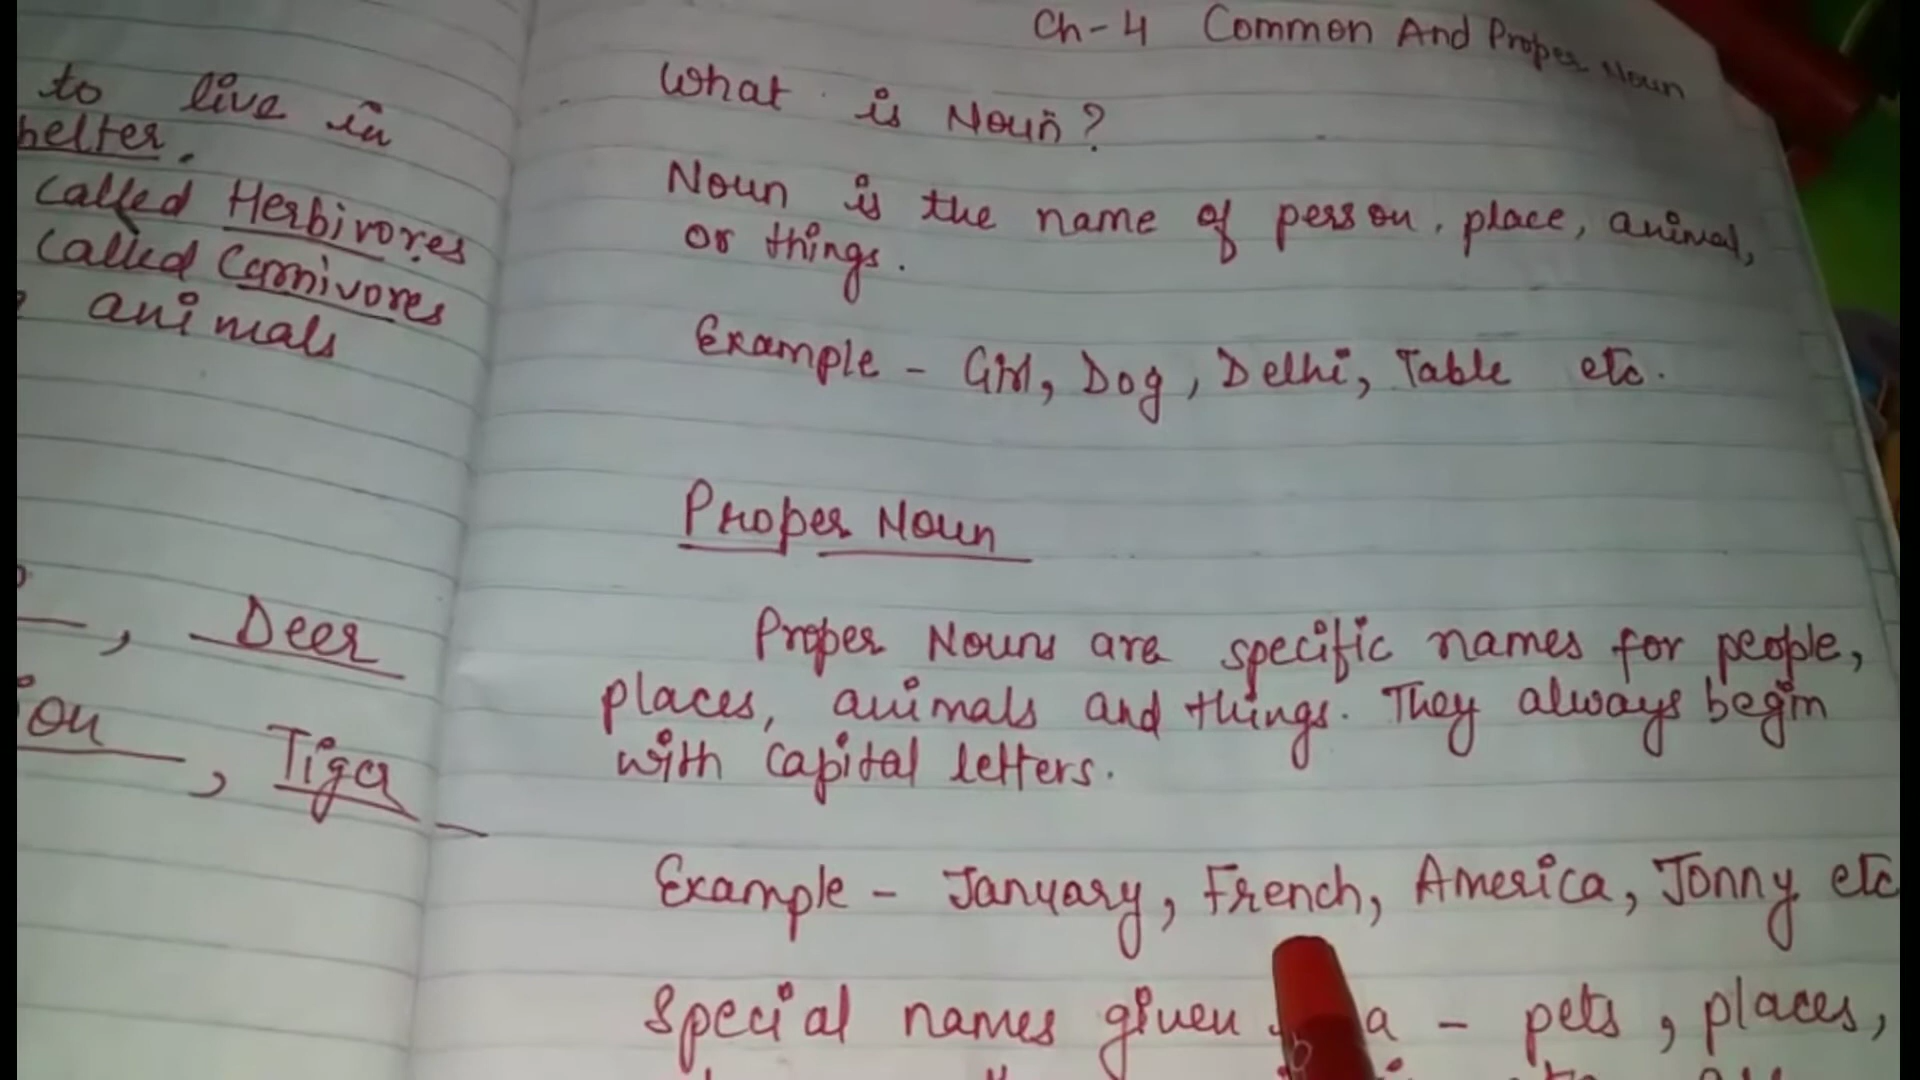 to live in
helter.
called Herbivores
called Carnivores
animals
, Deer
ion, Tiger
Ch-4 Common And Proper Noun
What is Noun?
Noun is the name of person, place, animal,
or things.
Example - Girl, Dog, Delhi, Table etc.
Proper Noun
Proper Nouns are specific names for people,
places, animals and things. They always begin
with capital letters.
Example - January, French, America, Jonny etc
Special names given a - pets, places,